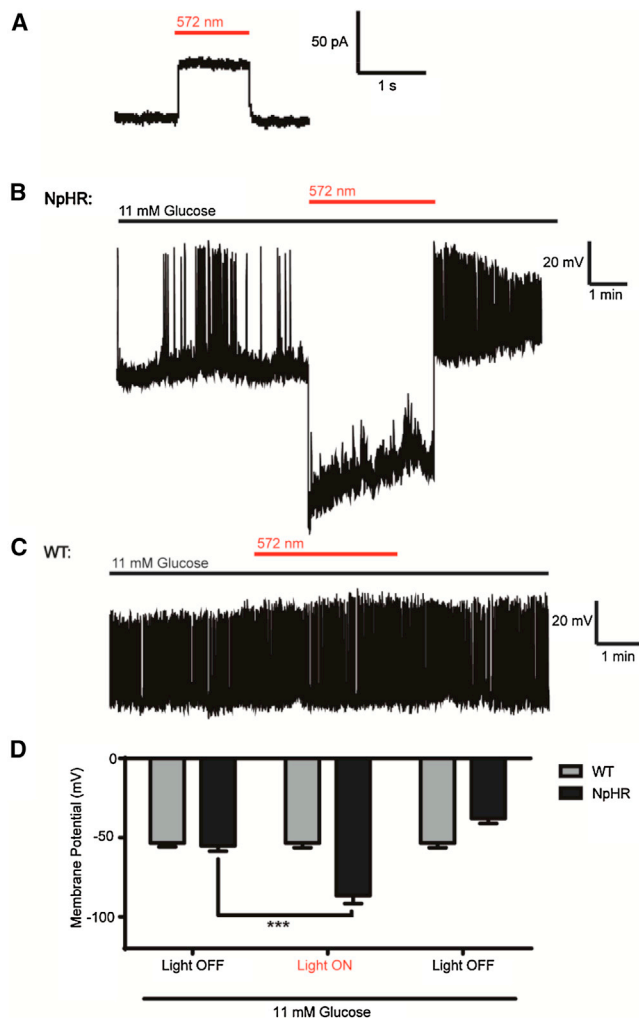 A
572 nm
50 pA
1 s
B
NpHR:
572 nm
11 mM Glucose
20 mV
1 min
C
WT:
572 nm
11 mM Glucose
20 mV
1 min
D
Membrane Potential (mV)
0
-50
-100
WT
NpHR
***
Light OFF
Light ON
Light OFF
11 mM Glucose